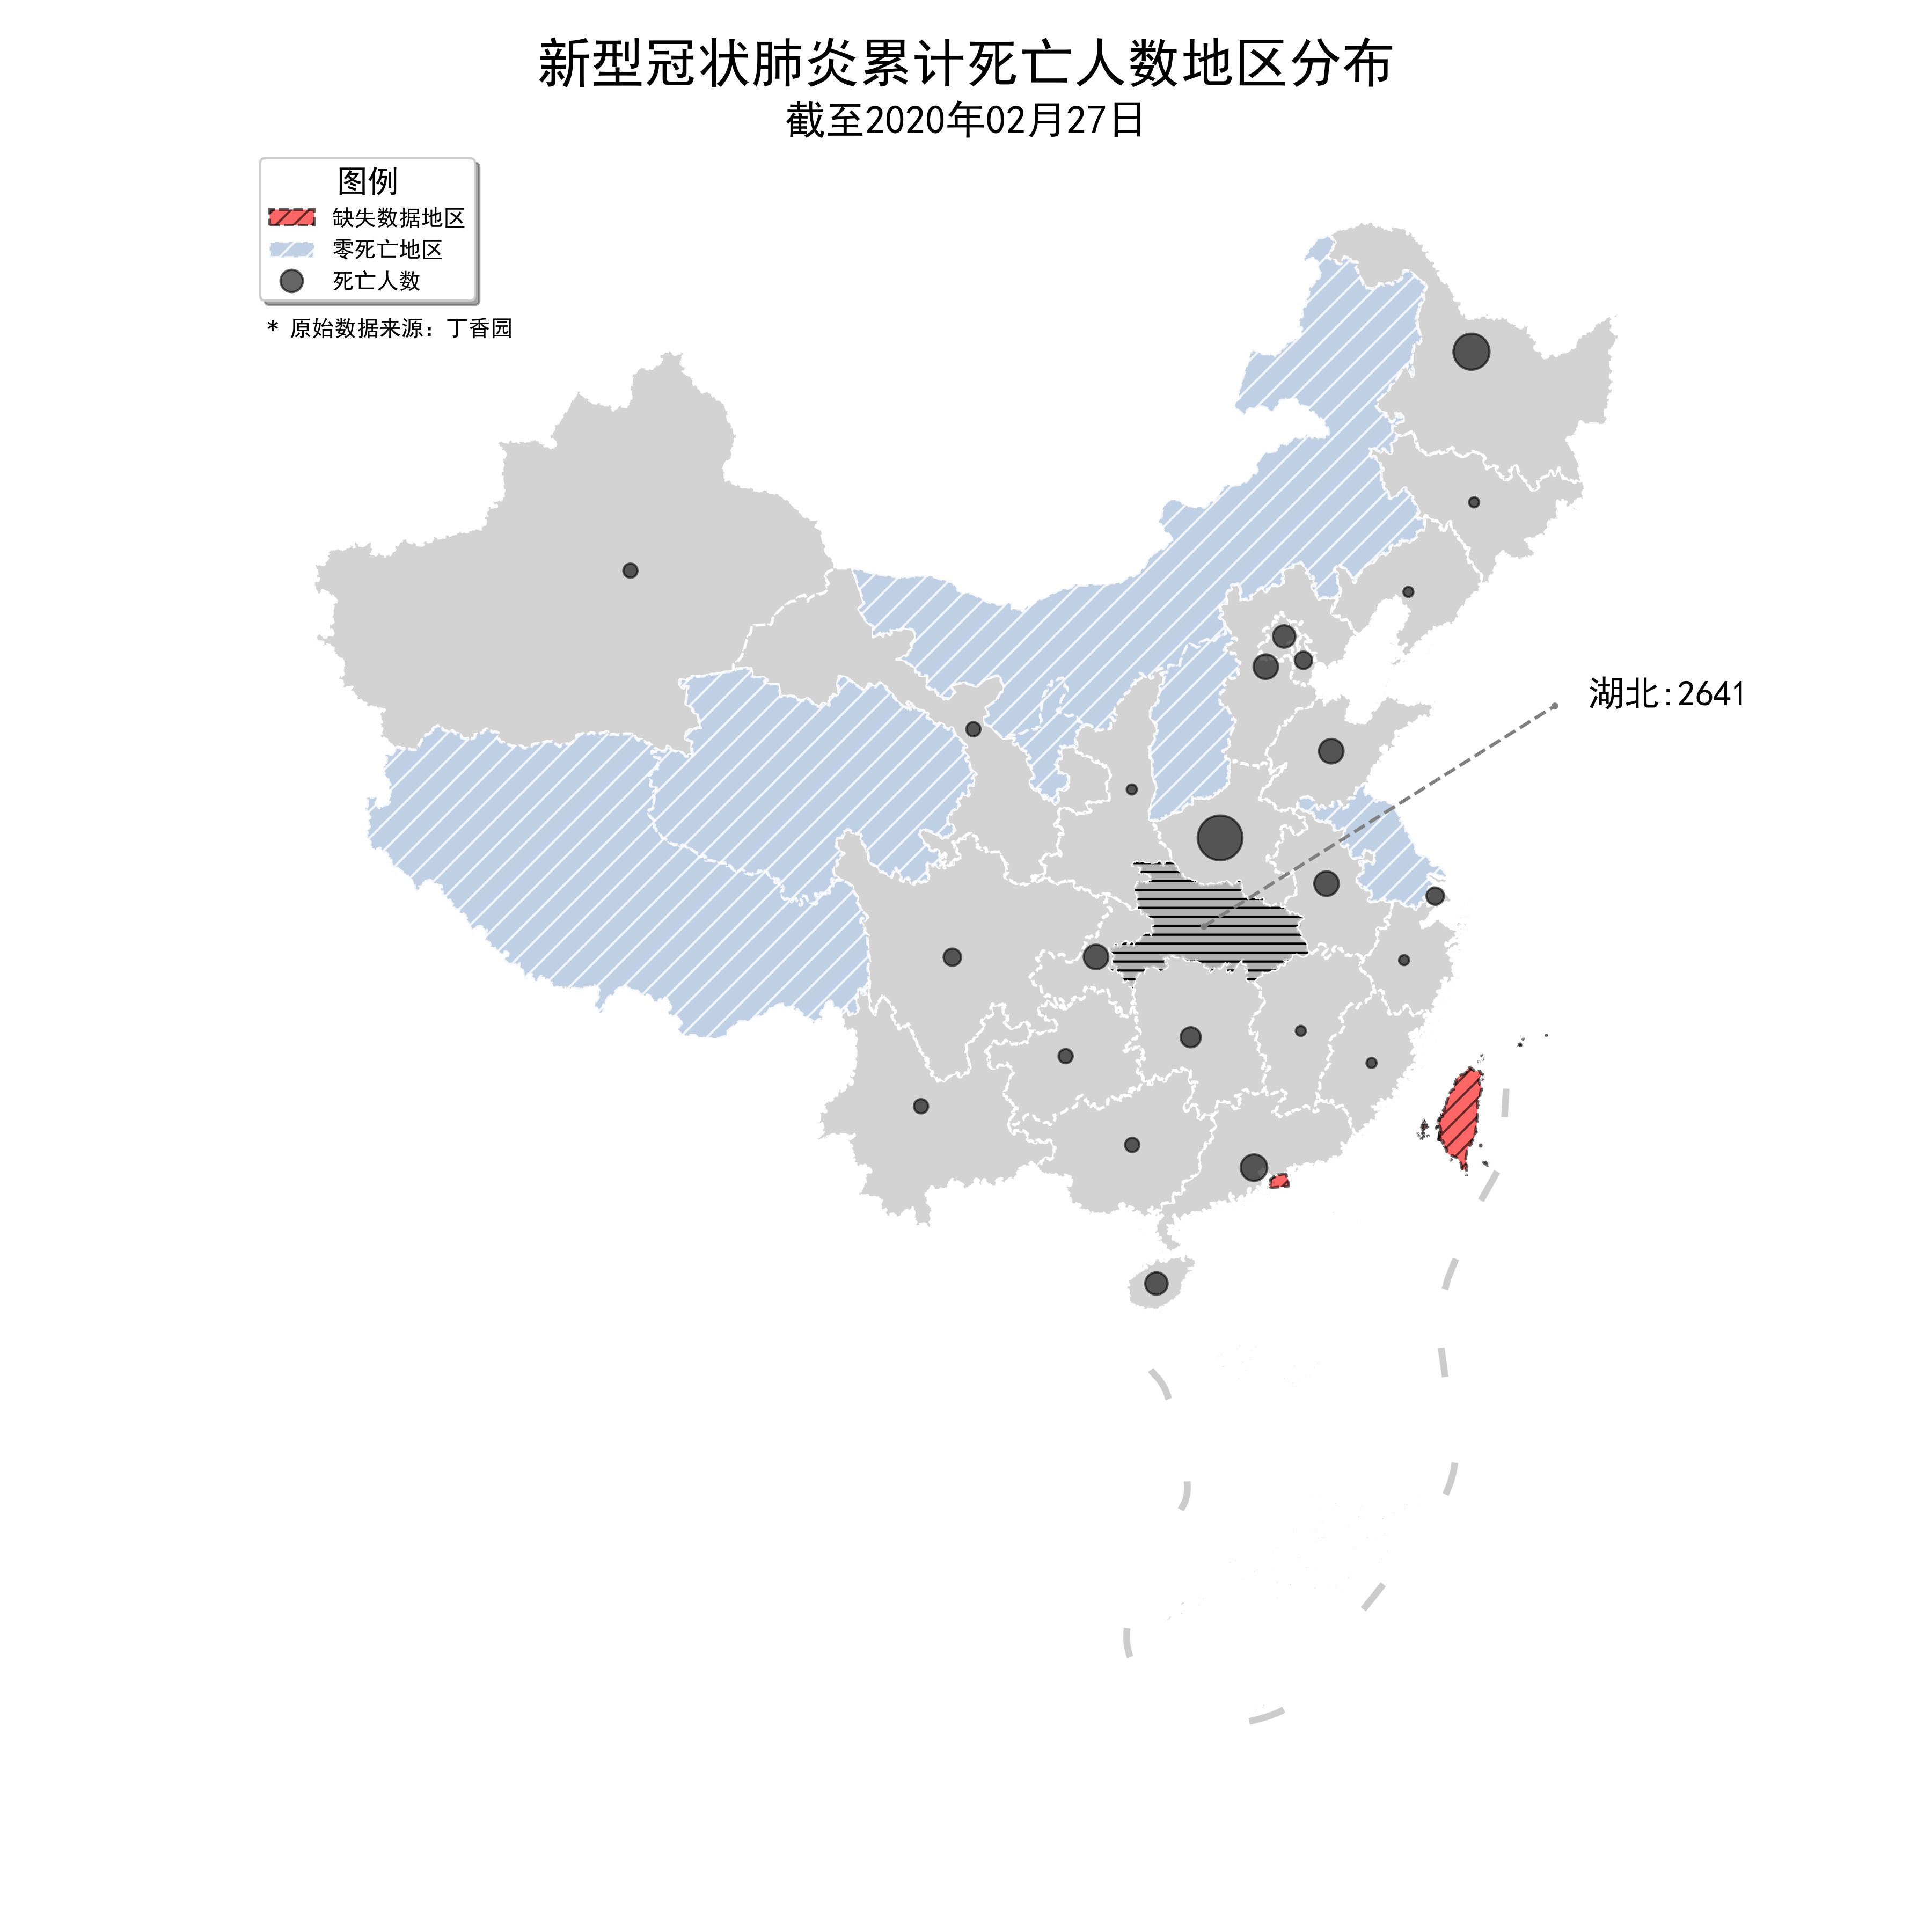 新型冠状肺炎累计死亡人数地区分布
截至2020年02月27日
图例
缺失数据地区
零死亡地区
死亡人数
* 原始数据来源: 丁香园
湖北:2641